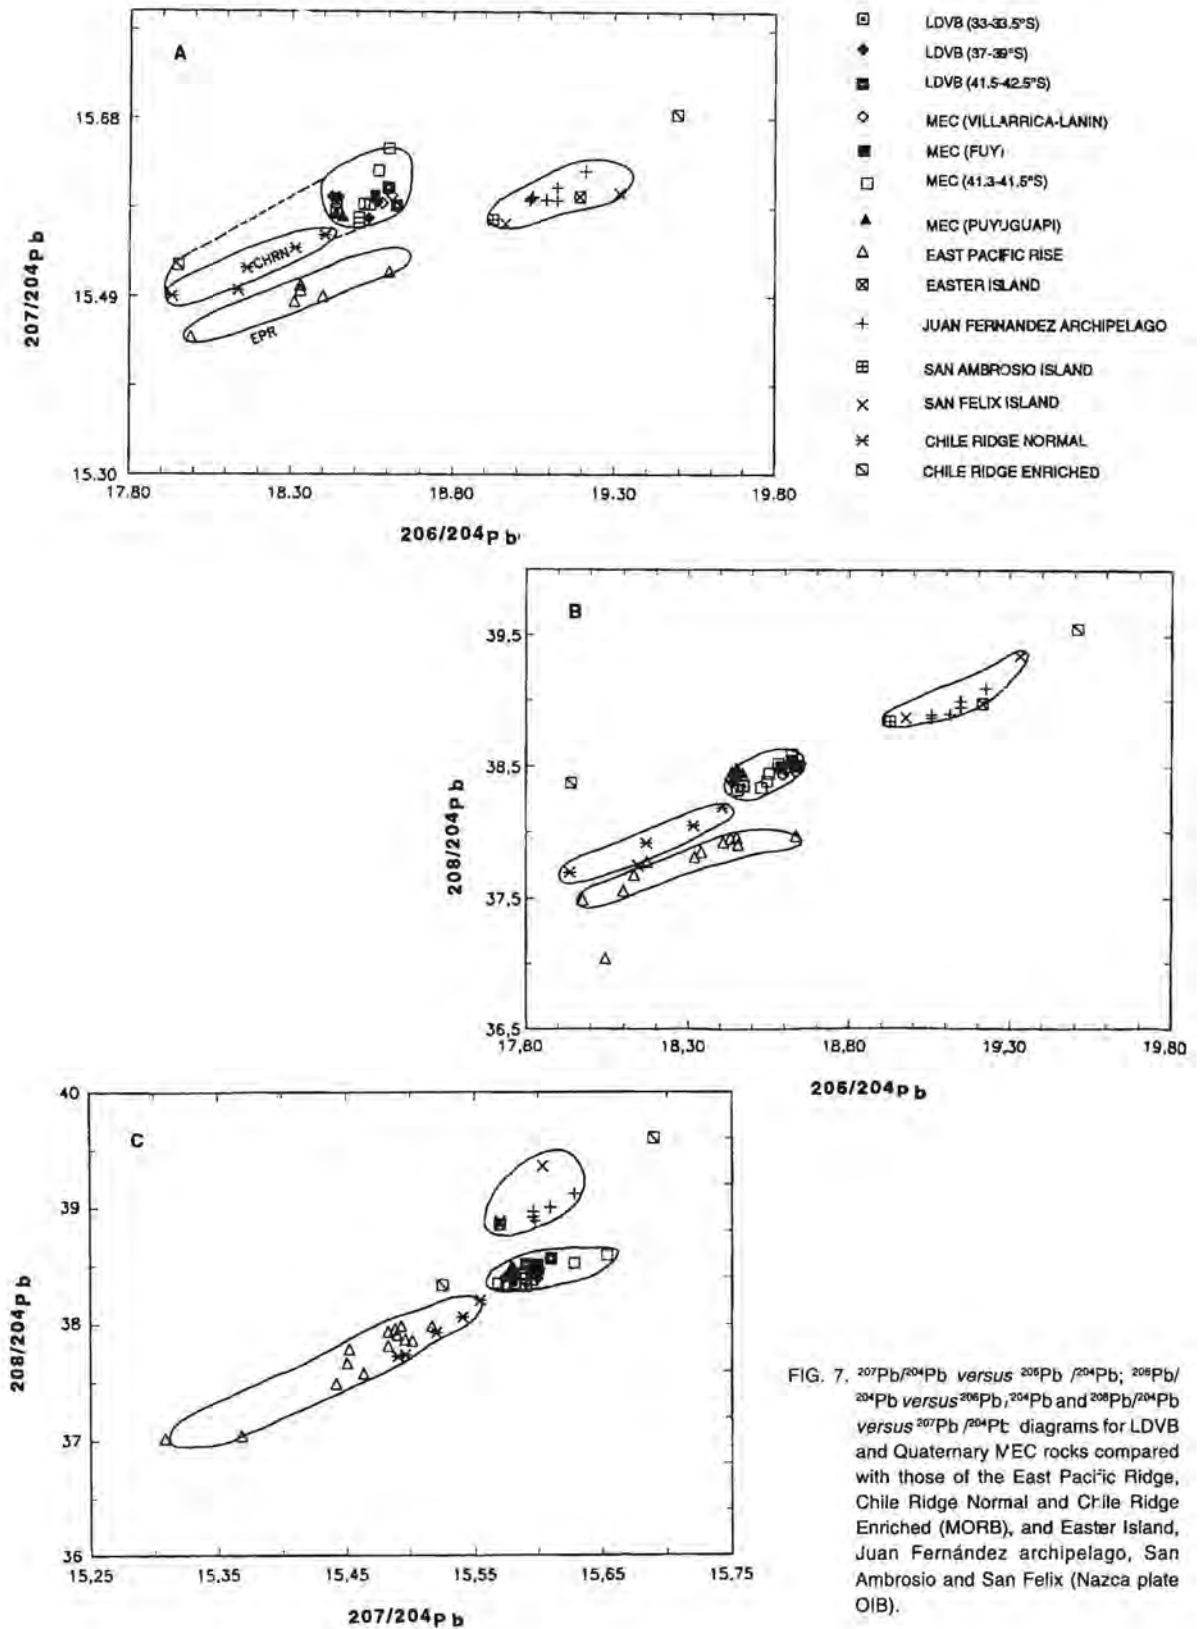 A
15.68
15.49
15.30
207/204Pb
CHRN
EPR
17.80 18.30 18.80 19.30 19.80
206/204Pb
LDVB (33-33.5°S)
LDVB (37-39°S)
LDVB (41.5-42.5°S)
MEC (VILLARRICA-LANIN)
MEC (FUY)
MEC (41.3-41.5°S)
MEC (PUYUGUAPI)
EAST PACIFIC RISE
EASTER ISLAND
JUAN FERNANDEZ ARCHIPELAGO
SAN AMBROSIO ISLAND
SAN FELIX ISLAND
CHILE RIDGE NORMAL
CHILE RIDGE ENRICHED
B
39,5
38,5
37,5
36,5
208/204Pb
17,80 18,30 18,80 19,30 19,80
206/204Pb
C
40
39
38
37
36
208/204Pb
15,25 15,35 15,45 15,55 15,65 15,75
207/204Pb
FIG. 7. ²⁰⁷Pb/²⁰⁴Pb versus ²⁰⁶Pb /²⁰⁴Pb; ²⁰⁸Pb/
²⁰⁴Pb versus ²⁰⁶Pb/²⁰⁴Pb and ²⁰⁸Pb/²⁰⁴Pb
versus ²⁰⁷Pb /²⁰⁴Pb diagrams for LDVB
and Quaternary MEC rocks compared
with those of the East Pacific Ridge,
Chile Ridge Normal and Chile Ridge
Enriched (MORB), and Easter Island,
Juan Fernández archipelago, San
Ambrosio and San Felix (Nazca plate
OIB).